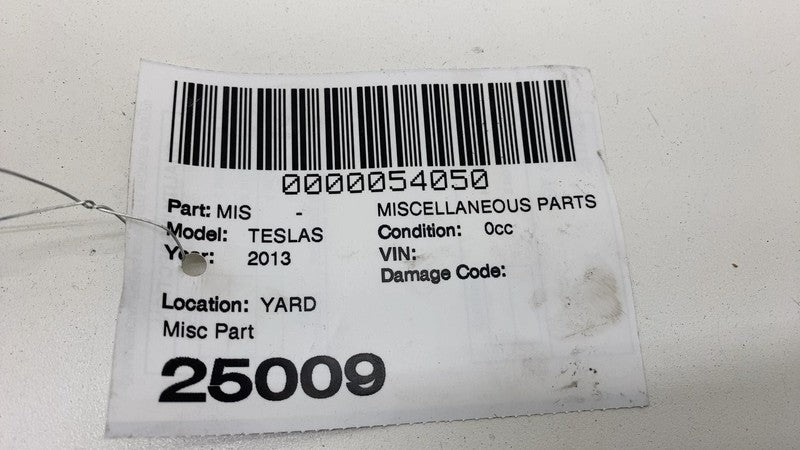 0000054050
Part: MIS - MISCELLANEOUS PARTS
Model: TESLAS Condition: 0cc
Year: 2013 VIN:
Damage Code:
Location: YARD
Misc Part
25009